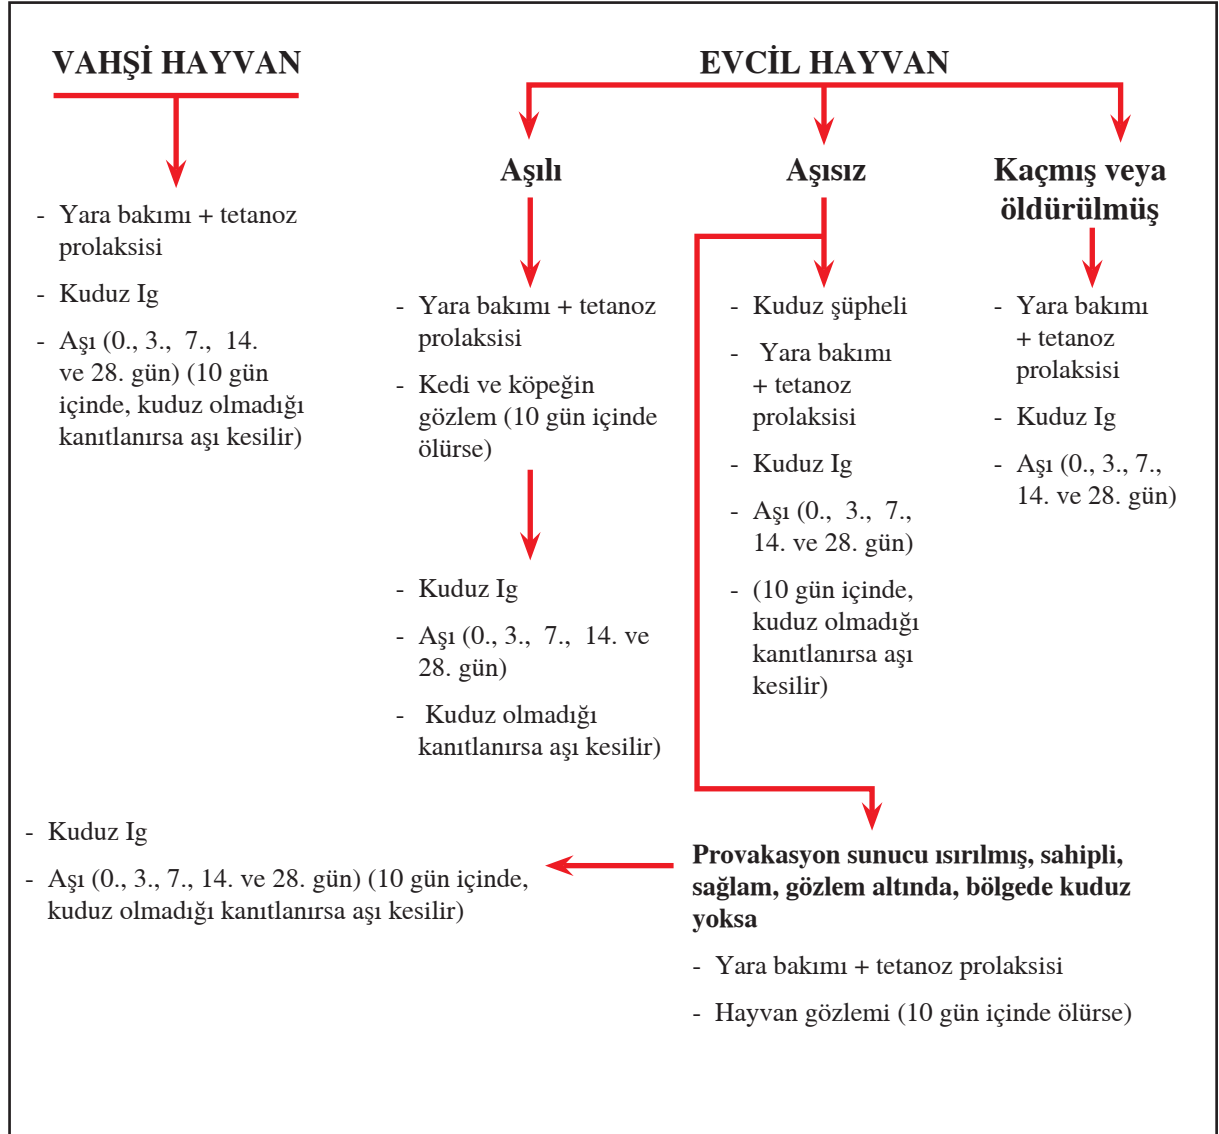 VAHŞİ HAYVAN
- Yara bakımı + tetanoz
prolaksisi
- Kuduz Ig
- Aşı (0., 3., 7., 14.
ve 28. gün) (10 gün
içinde, kuduz olmadığı
kanıtlanırsa aşı kesilir)
EVCİL HAYVAN
Aşılı
- Yara bakımı + tetanoz
prolaksisi
- Kedi ve köpeğin
gözlem (10 gün içinde
ölürse)
- Kuduz Ig
- Aşı (0., 3., 7., 14. ve
28. gün)
- Kuduz olmadığı
kanıtlanırsa aşı kesilir)
Aşısız
- Kuduz şüpheli
- Yara bakımı
+ tetanoz
prolaksisi
- Kuduz Ig
- Aşı (0., 3., 7.,
14. ve 28. gün)
- (10 gün içinde,
kuduz olmadığı
kanıtlanırsa aşı
kesilir)
Kaçmış veya
öldürülmüş
- Yara bakımı
+ tetanoz
prolaksisi
- Kuduz Ig
- Aşı (0., 3., 7.,
14. ve 28. gün)
Provakasyon sunucu ısırılmış, sahipli,
sağlam, gözlem altında, bölgede kuduz
yoksa
- Yara bakımı + tetanoz prolaksisi
- Hayvan gözlemi (10 gün içinde ölürse)
- Kuduz Ig
- Aşı (0., 3., 7., 14. ve 28. gün) (10 gün içinde,
kuduz olmadığı kanıtlanırsa aşı kesilir)